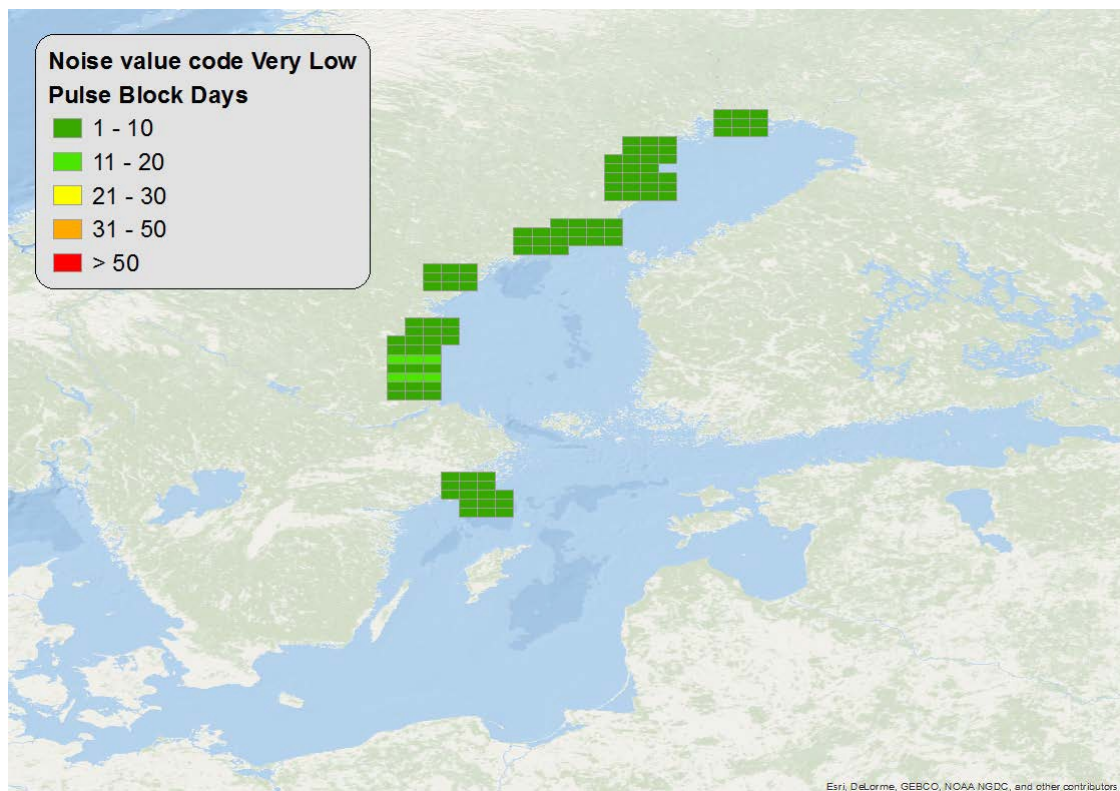 Noise value code Very Low
Pulse Block Days
1 - 10
11 - 20
21 - 30
31 - 50
> 50
Esri, DeLorme, GEBCO, NOAA NGDC, and other contributors